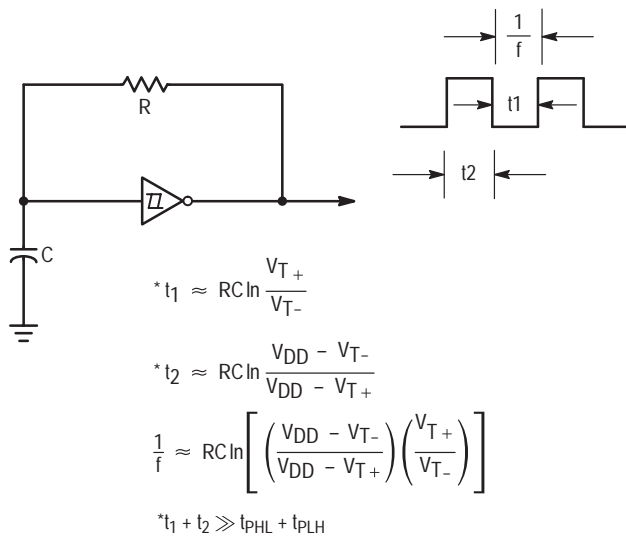 1
f
R
t1
t2
C
* t1 ≈ RC ln VT+ / VT–
* t2 ≈ RC ln VDD – VT– / VDD – VT+
1/f ≈ RC ln [ ( VDD – VT– / VDD – VT+ ) ( VT+ / VT– ) ]
*t1 + t2 ≫ tPHL + tPLH